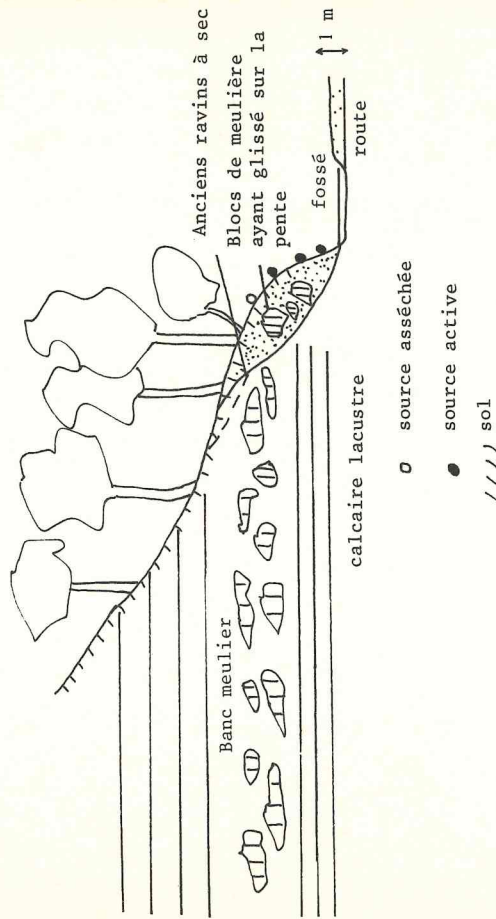 Anciens ravins à sec
Blocs de meulière
ayant glissé sur la
pente
fossé
1 m
route
Banc meulier
calcaire lacustre
source asséchée
source active
sol